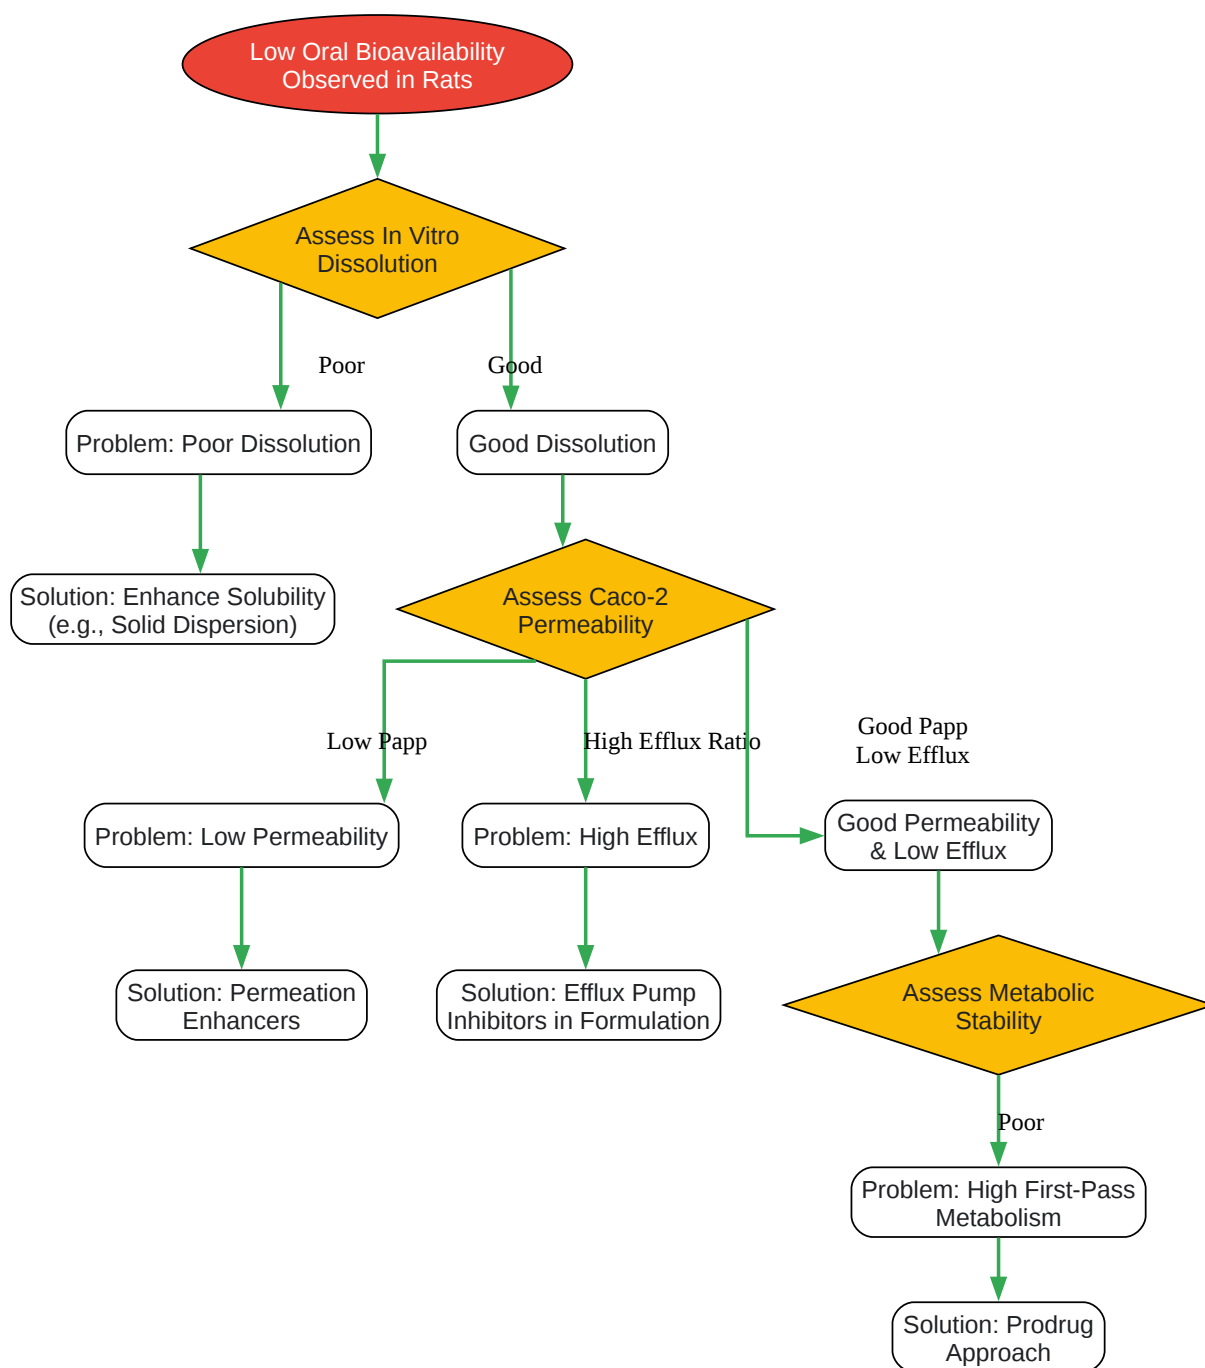 Low Oral Bioavailability
Observed in Rats
Assess In Vitro
Dissolution
Poor
Good
Problem: Poor Dissolution
Good Dissolution
Solution: Enhance Solubility
(e.g., Solid Dispersion)
Assess Caco-2
Permeability
Low Papp
High Efflux Ratio
Good Papp
Low Efflux
Problem: Low Permeability
Problem: High Efflux
Good Permeability
& Low Efflux
Solution: Permeation
Enhancers
Solution: Efflux Pump
Inhibitors in Formulation
Assess Metabolic
Stability
Poor
Problem: High First-Pass
Metabolism
Solution: Prodrug
Approach